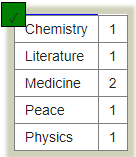 Chemistry 1
Literature 1
Medicine 2
Peace 1
Physics 1